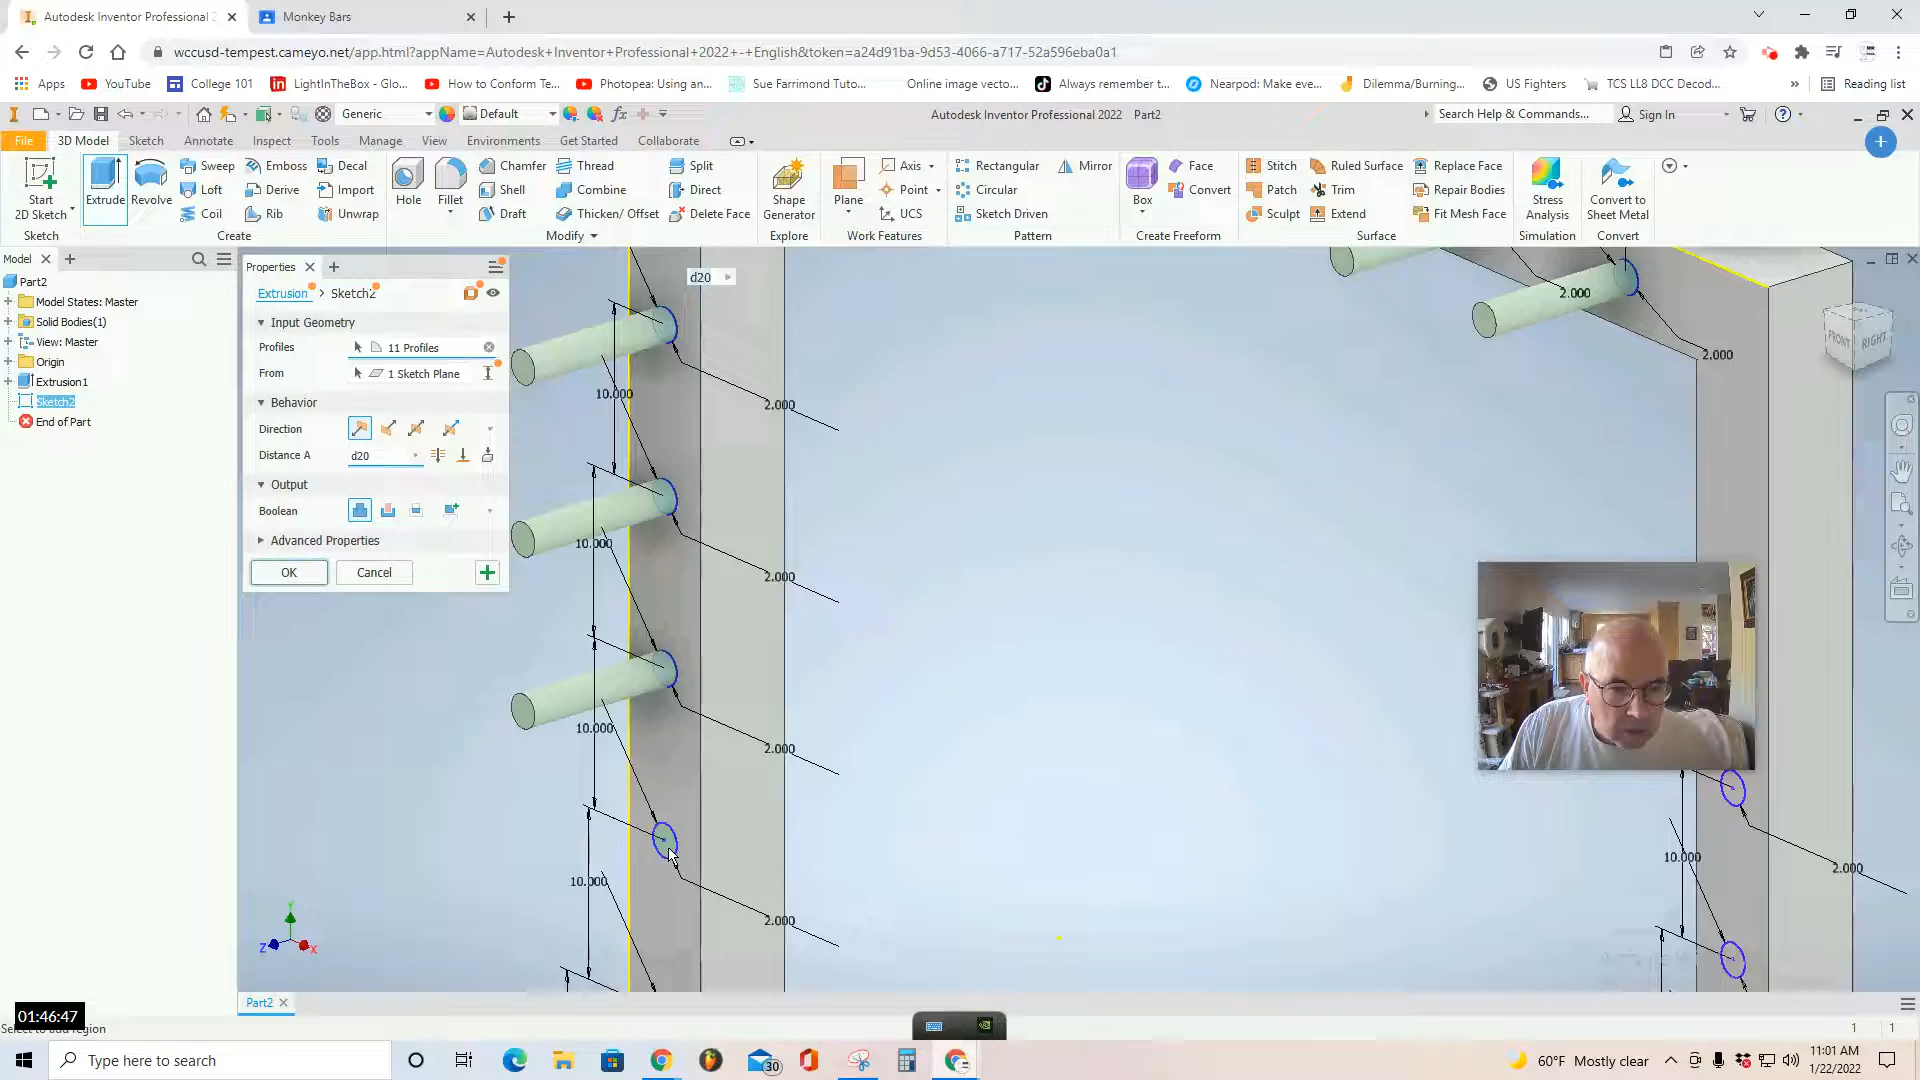 Autodesk Inventor Professional 2
Monkey Bars
wccusd-tempest.cameyo.net/app.html?appName=Autodesk+Inventor+Professional+2022+-+English&token=a24d91ba-9d53-4066-a717-52a596eba0a1
Apps YouTube College 101 LightInTheBox - Glo... How to Conform Te... Photopea: Using an... Sue Farrimond Tuto... Online image vecto... Always remember t... Nearpod: Make eve... Dilemma/Burning... US Fighters TCS LL8 DCC Decod... » Reading list
Generic Default fx Autodesk Inventor Professional 2022 Part2 Search Help & Commands... Sign In
File 3D Model Sketch Annotate Inspect Tools Manage View Environments Get Started Collaborate
Start 2D Sketch
Sketch
Extrude Revolve
Sweep Emboss Decal
Loft Derive Import
Coil Rib Unwrap
Create
Hole Fillet
Chamfer Thread Split
Shell Combine Direct
Draft Thicken/ Offset Delete Face
Modify
Shape Generator
Explore
Plane
Axis
Point
UCS
Work Features
Rectangular Mirror
Circular
Sketch Driven
Pattern
Box
Face
Convert
Create Freeform
Stitch Ruled Surface Replace Face
Patch Trim Repair Bodies
Sculpt Extend Fit Mesh Face
Surface
Stress Analysis
Simulation
Convert to Sheet Metal
Convert
Model
Part2
Model States: Master
Solid Bodies(1)
View: Master
Origin
Extrusion1
Sketch2
End of Part
Properties
Extrusion > Sketch2
Input Geometry
Profiles 11 Profiles
From 1 Sketch Plane
Behavior
Direction
Distance A d20
Output
Boolean
Advanced Properties
OK Cancel
d20
2.000
2.000
FRONT RIGHT
10.000
2.000
10.000
2.000
10.000
2.000
10.000
2.000
10.000
2.000
Y
Z X
Part2
01:46:47
Select to add region
1 1
Type here to search
30
60°F Mostly clear
11:01 AM
1/22/2022